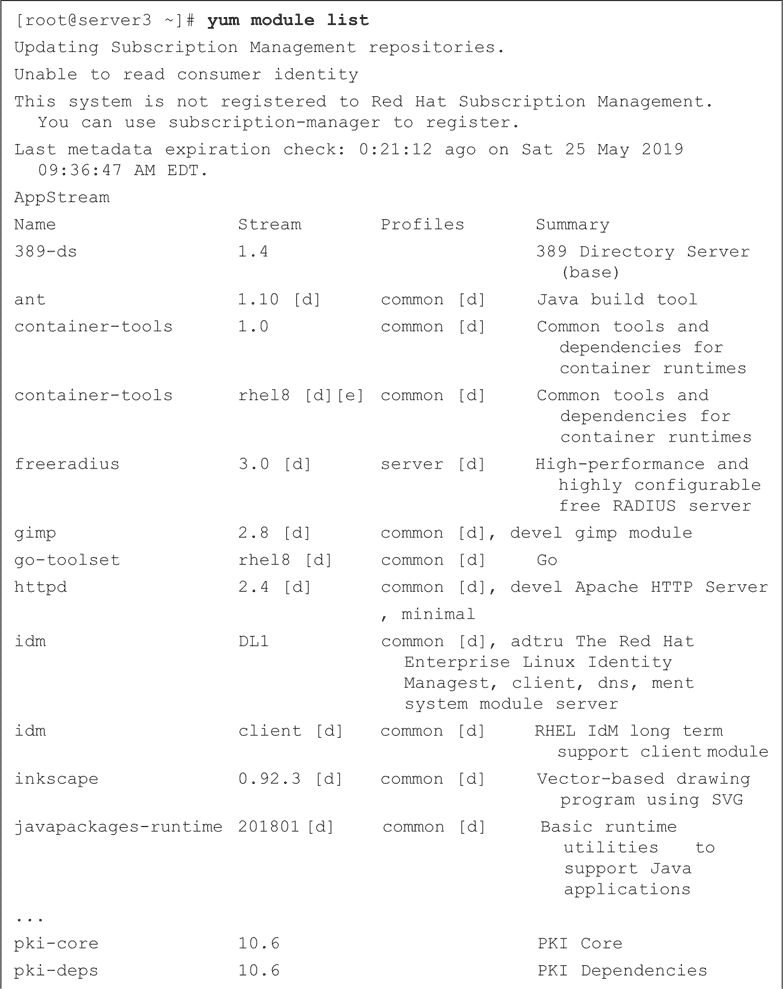 [root@server3 ~]# yum module list
Updating Subscription Management repositories.
Unable to read consumer identity
This system is not registered to Red Hat Subscription Management.
You can use subscription-manager to register.
Last metadata expiration check: 0:21:12 ago on Sat 25 May 2019
09:36:47 AM EDT.
AppStream
Name Stream Profiles Summary
389-ds 1.4 389 Directory Server
(base)
ant 1.10 [d] common [d] Java build tool
container-tools 1.0 common [d] Common tools and
dependencies for
container runtimes
container-tools rhel8 [d][e] common [d] Common tools and
dependencies for
container runtimes
freeradius 3.0 [d] server [d] High-performance and
highly configurable
free RADIUS server
gimp 2.8 [d] common [d], devel gimp module
go-toolset rhel8 [d] common [d] Go
httpd 2.4 [d] common [d], devel Apache HTTP Server
, minimal
idm DL1 common [d], adtru The Red Hat
Enterprise Linux Identity
Managest, client, dns, ment
system module server
idm client [d] common [d] RHEL IdM long term
support client module
inkscape 0.92.3 [d] common [d] Vector-based drawing
program using SVG
javapackages-runtime 201801 [d] common [d] Basic runtime
utilities to
support Java
applications
...
pki-core 10.6 PKI Core
pki-deps 10.6 PKI Dependencies